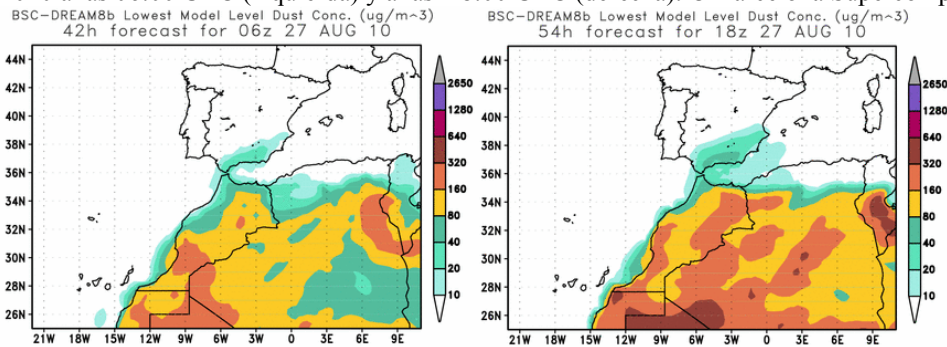 BSC-DREAM8b Lowest Model Level Dust Conc. (ug/m^3)
42h forecast for 06z 27 AUG 10
44N
42N
40N
38N
36N
34N
32N
30N
28N
26N
21W 18W 15W 12W 9W 6W 3W 0 3E 6E 9E
2650
1280
640
320
160
80
40
20
10
BSC-DREAM8b Lowest Model Level Dust Conc. (ug/m^3)
54h forecast for 18z 27 AUG 10
44N
42N
40N
38N
36N
34N
32N
30N
28N
26N
21W 18W 15W 12W 9W 6W 3W 0 3E 6E 9E
2650
1280
640
320
160
80
40
20
10